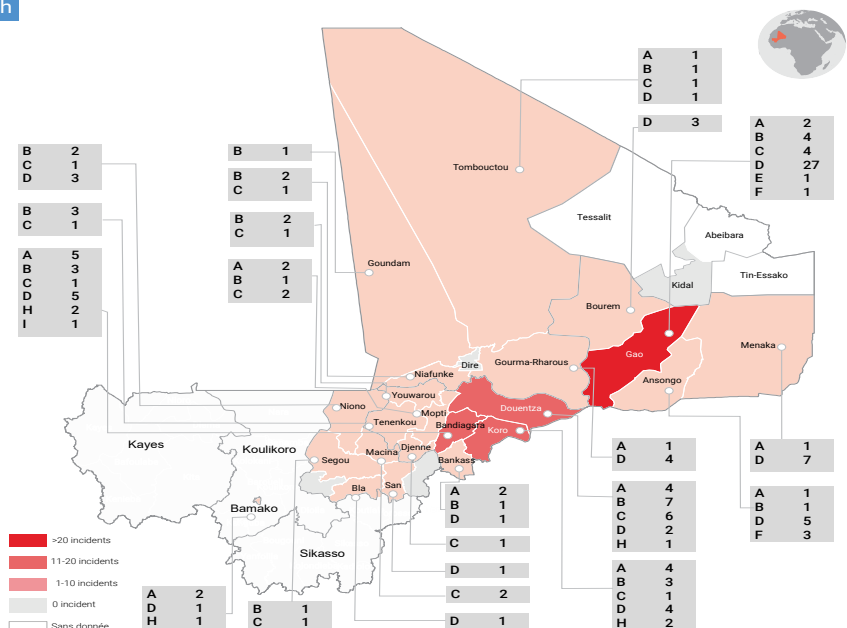 h
A 1
B 1
C 1
D 1
D 3
A 2
B 4
C 4
D 27
E 1
F 1
B 2
C 1
D 3
B 1
B 2
C 1
B 3
C 1
B 2
C 1
A 5
B 3
C 1
D 5
H 2
I 1
A 2
B 1
C 2
Tombouctou
Tessalit
Abeibara
Goundam
Kidal
Tin-Essako
Bourem
Menaka
Gao
Dire
Gourma-Rharous
Niafunke
Ansongo
Youwarou
Niono
Mopti
Douentza
Tenenkou
Bandiagara
Koro
Kayes
Koulikoro
Djenne
Macina
Segou
Bankass
Bla
San
Bamako
Sikasso
A 1
D 4
A 1
D 7
A 2
B 1
D 1
A 4
B 7
C 6
D 2
H 1
A 1
B 1
D 5
F 3
C 1
D 1
C 2
D 1
A 4
B 3
C 1
D 4
H 2
A 2
D 1
H 1
B 1
C 1
>20 incidents
11-20 incidents
1-10 incidents
0 incident
Sans donnée